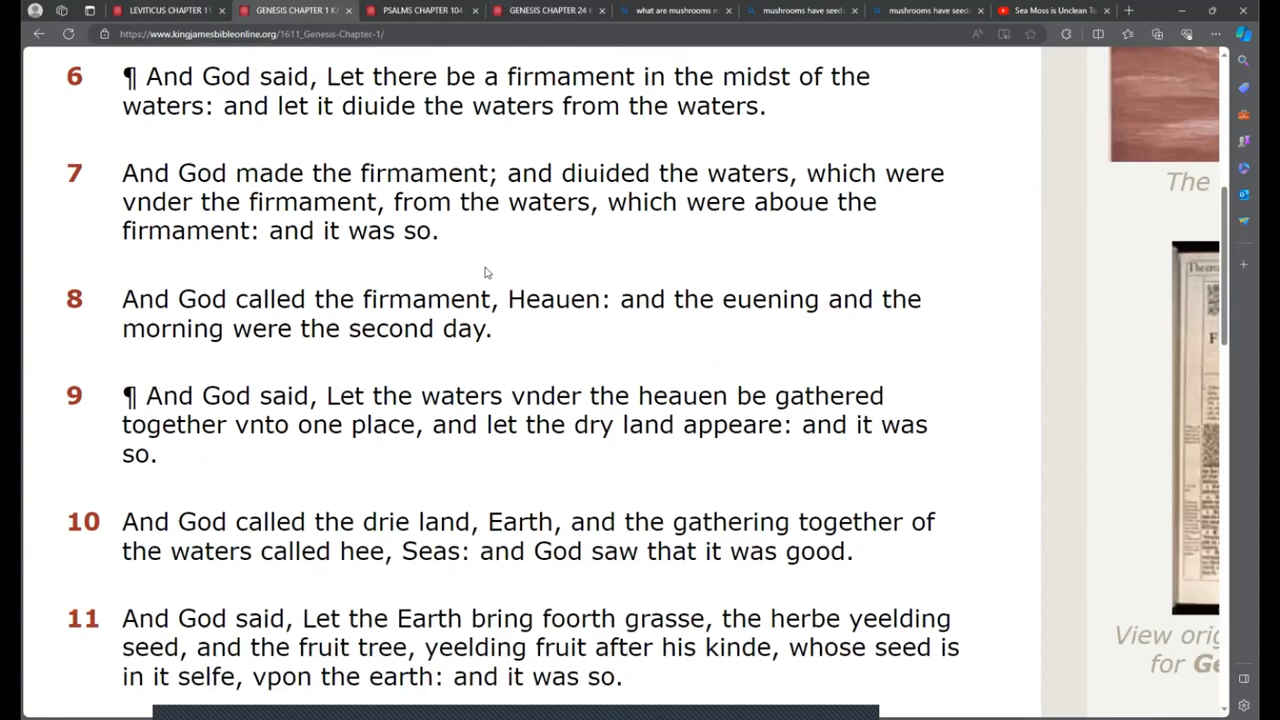 LEVITICUS CHAPTER 11
GENESIS CHAPTER 1 K
PSALMS CHAPTER 104
GENESIS CHAPTER 24
what are mushrooms m
mushrooms have seed
mushrooms have seed
Sea Moss is Unclean To
https://www.kingjamesbibleonline.org/1611_Genesis-Chapter-1/
6 ¶ And God said, Let there be a firmament in the midst of the
waters: and let it diuide the waters from the waters.
7 And God made the firmament; and diuided the waters, which were
vnder the firmament, from the waters, which were aboue the
firmament: and it was so.
8 And God called the firmament, Heauen: and the euening and the
morning were the second day.
9 ¶ And God said, Let the waters vnder the heauen be gathered
together vnto one place, and let the dry land appeare: and it was
so.
10 And God called the drie land, Earth, and the gathering together of
the waters called hee, Seas: and God saw that it was good.
11 And God said, Let the Earth bring foorth grasse, the herbe yeelding
seed, and the fruit tree, yeelding fruit after his kinde, whose seed is
in it selfe, vpon the earth: and it was so.
The
View orig
for Ge